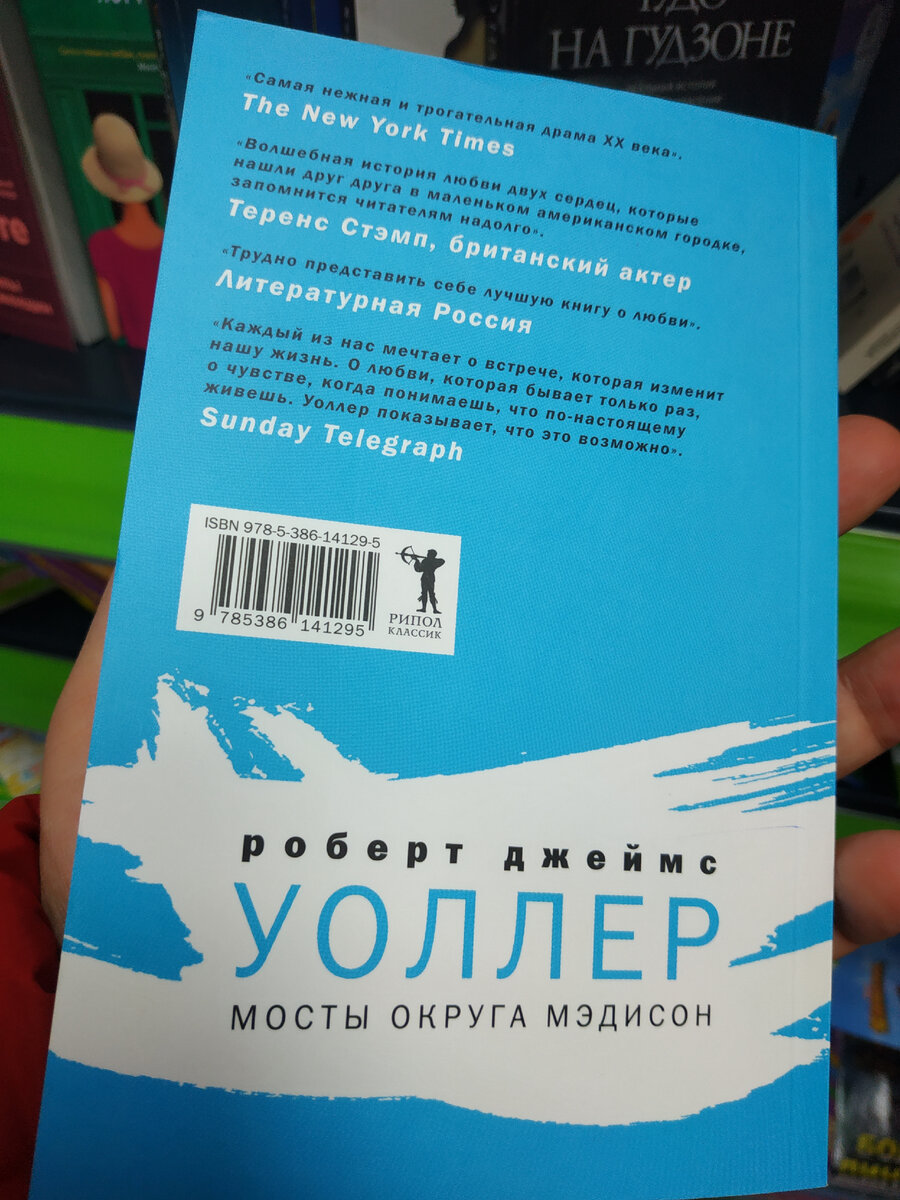 НА ГУДЗОНЕ
«Самая нежная и трогательная драма XX века».
The New York Times
«Волшебная история любви двух сердец, которые
нашли друг друга в маленьком американском городке,
запомнится читателям надолго».
Теренс Стэмп, британский актер
«Трудно представить себе лучшую книгу о любви».
Литературная Россия
«Каждый из нас мечтает о встрече, которая изменит
нашу жизнь. О любви, которая бывает только раз,
о чувстве, когда понимаешь, что по-настоящему
живешь. Уоллер показывает, что это возможно».
Sunday Telegraph
ISBN 978-5-386-14129-5
9 785386 141295
РИПОЛ
КЛАССИК
роберт джеймс
УОЛЛЕР
МОСТЫ ОКРУГА МЭДИСОН